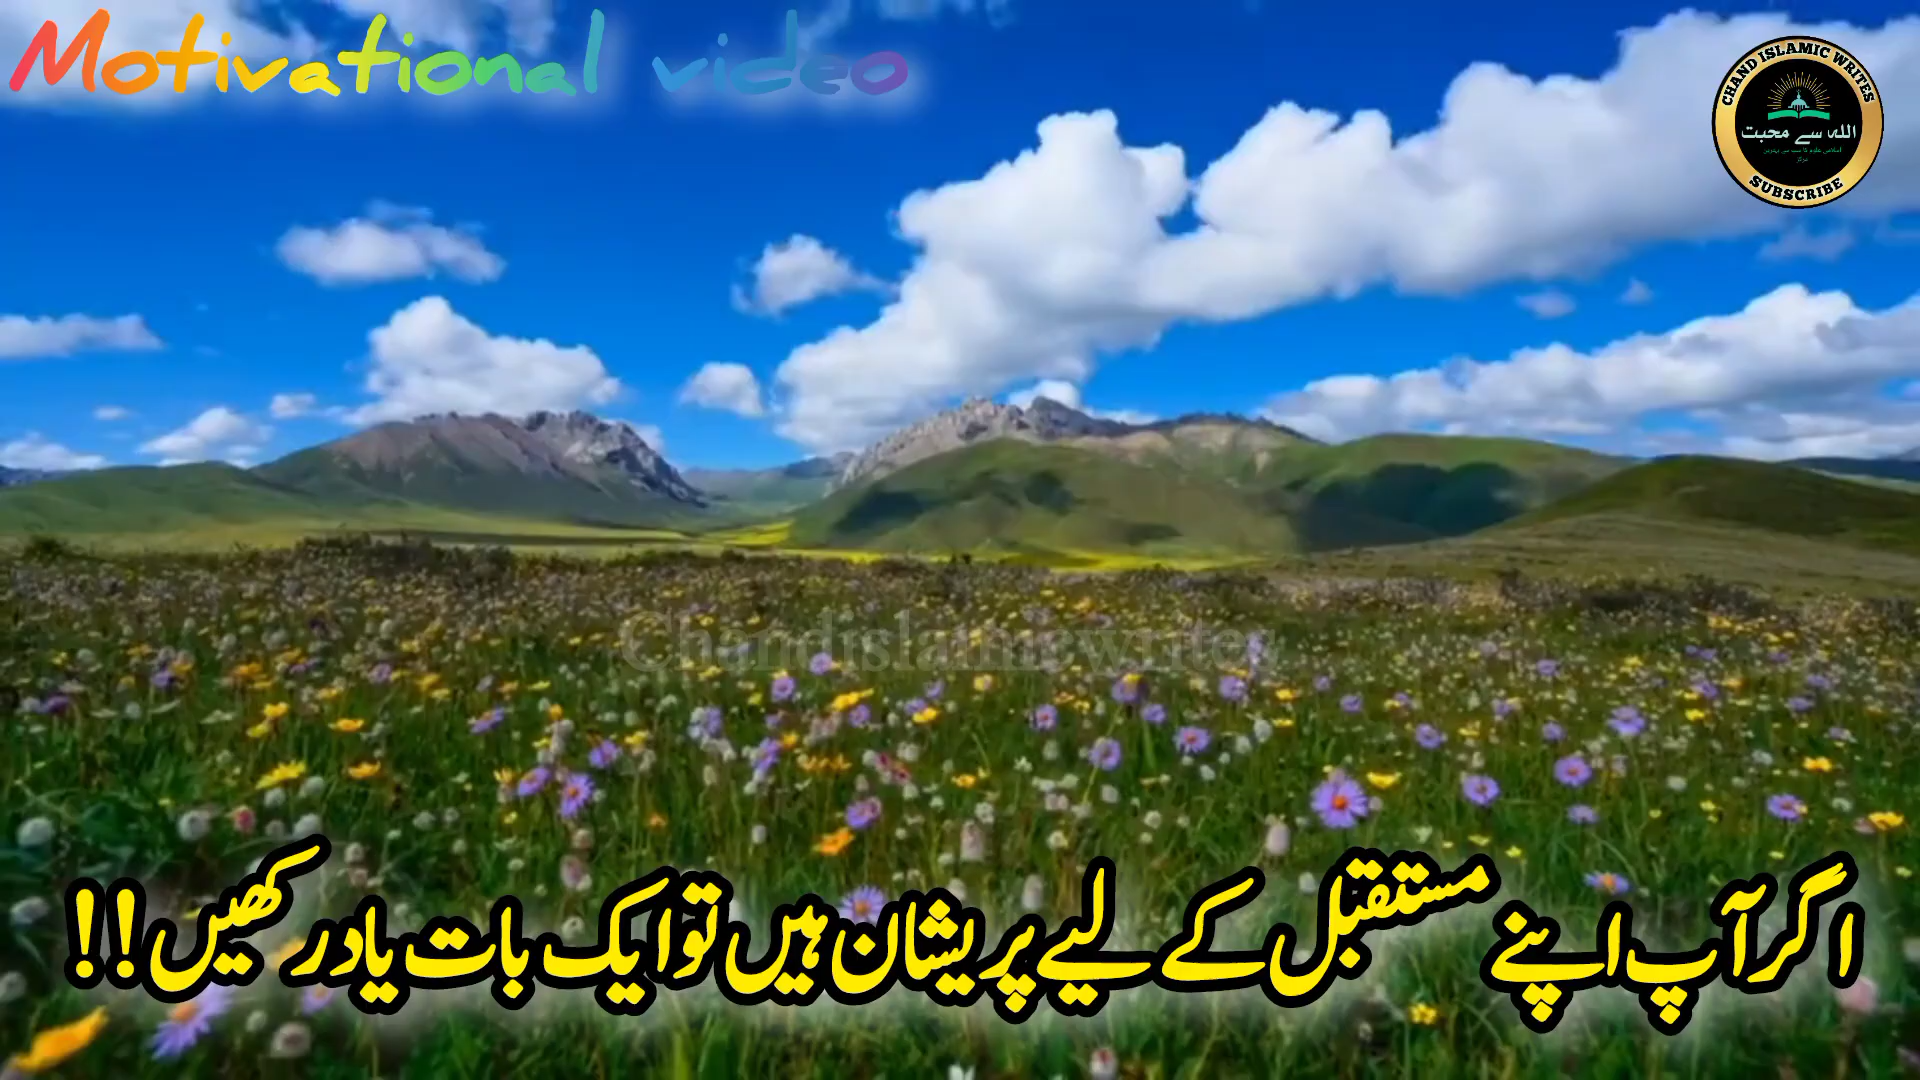 Motivational video
CHAND ISLAMIC WRITES
اللہ سے محبت
SUBSCRIBE
Chandislamicwrites
اگر آپ اپنے مستقبل کے لیے پریشان ہیں تو ایک بات یاد رکھیں!!